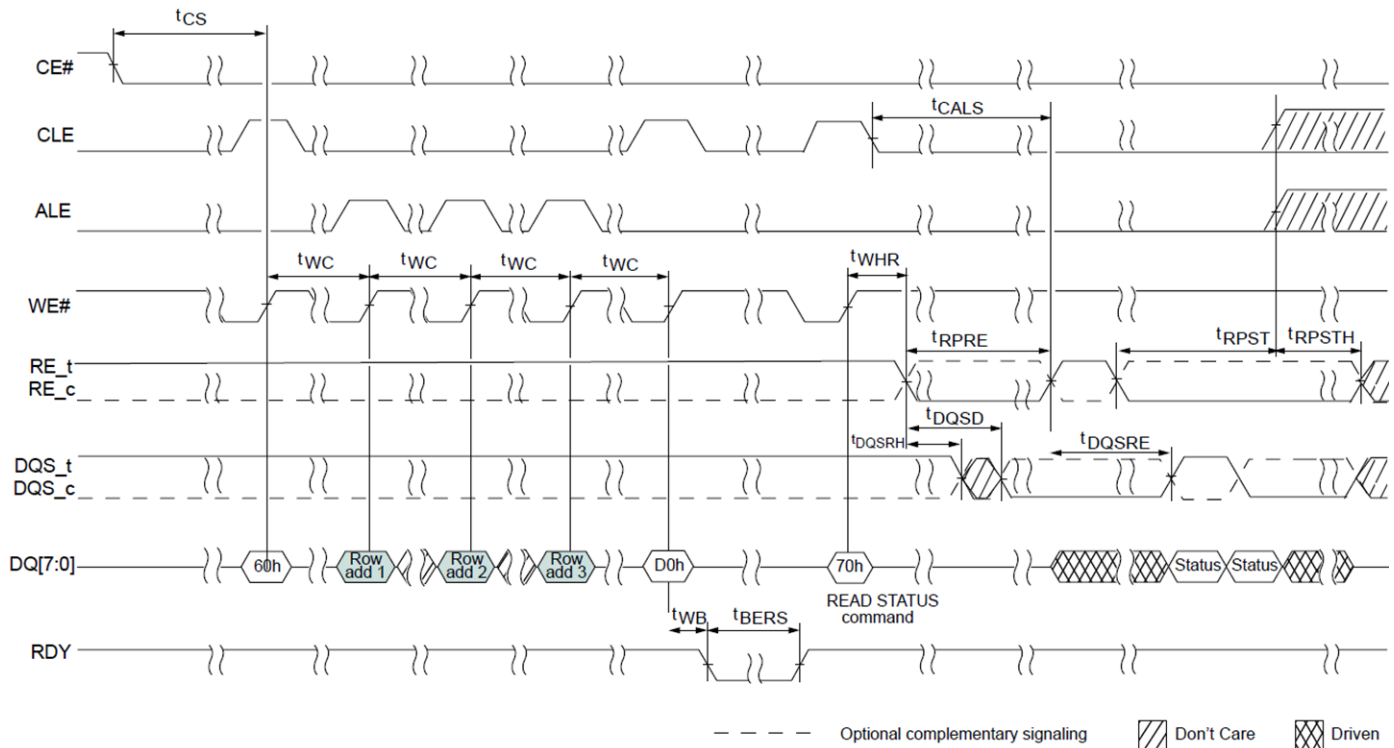 tCS
CE#
tCALS
CLE
ALE
tWC tWC tWC tWC tWHR
WE#
tRPRE tRPST tRPSTH
RE_t
RE_c
tDQSD
tDQSRH tDQSRE
DQS_t
DQS_c
DQ[7:0] 60h Row add 1 Row add 2 Row add 3 D0h 70h Status Status
READ STATUS
command
tWB tBERS
RDY
Optional complementary signaling Don't Care Driven